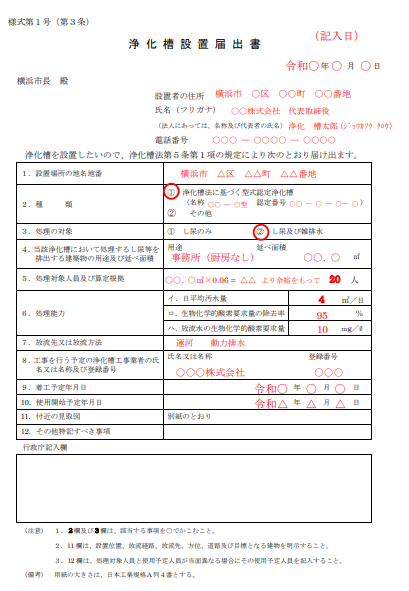 様式第1号（第3条）
（記入日）
浄化槽設置届出書
令和〇年〇月〇日
横浜市長　殿
設置者の住所　横浜市　〇区　〇〇町　〇〇番地
氏名（フリガナ）　〇〇株式会社　代表取締役
（法人にあっては、名称及び代表者の氏名）浄化　槽太郎（ｼﾞｮｳｶｿｳ ﾀﾛｳ）
電話番号　〇〇〇 ― 〇〇〇〇 ― 〇〇〇〇
浄化槽を設置したいので、浄化槽法第5条第1項の規定により次のとおり届け出ます。
1．設置場所の地名地番　横浜市　△区　△△町　△△番地
2．種　　類　① 浄化槽法に基づく型式認定浄化槽
（名称 〇〇 ― 〇型　認定番号 〇〇 ― 〇 ― 〇― 〇）
②　その他
3．処理の対象　①　し尿のみ　②　し尿及び雑排水
4．当該浄化槽において処理するし尿等を排出する建築物の用途及び延べ面積　用途　延べ面積
事務所（厨房なし）　〇〇.〇　㎡
5．処理対象人員及び算定根拠　〇〇.〇㎡×0.06＝ △△ より余裕をもって 20 人
6．処理能力　イ．日平均汚水量　4　㎥／日
ロ．生物化学的酸素要求量の除去率　95　％
ハ．放流水の生物化学的酸素要求量　10　mg／ℓ
7．放流先又は放流方法　運河　動力排水
8．工事を行う予定の浄化槽工事業者の氏名又は名称及び登録番号　氏名又は名称　登録番号
〇〇〇株式会社　〇〇〇
9．着工予定年月日　令和〇 年 〇 月 〇 日
10．使用開始予定年月日　令和△ 年 △ 月 △ 日
11．付近の見取図　別紙のとおり
12．その他特記すべき事項
行政庁記入欄
（注意）　1．2欄及び3欄は、該当する事項を〇でかこむこと。
2．11欄は、設置位置、放流経路、放流先、方位、道路及び目標となる建物を明示すること。
3．12欄は、処理対象人員と使用予定人員が当面異なる場合にその使用予定人員を記入すること。
（備考）　用紙の大きさは、日本工業規格A列4番とする。